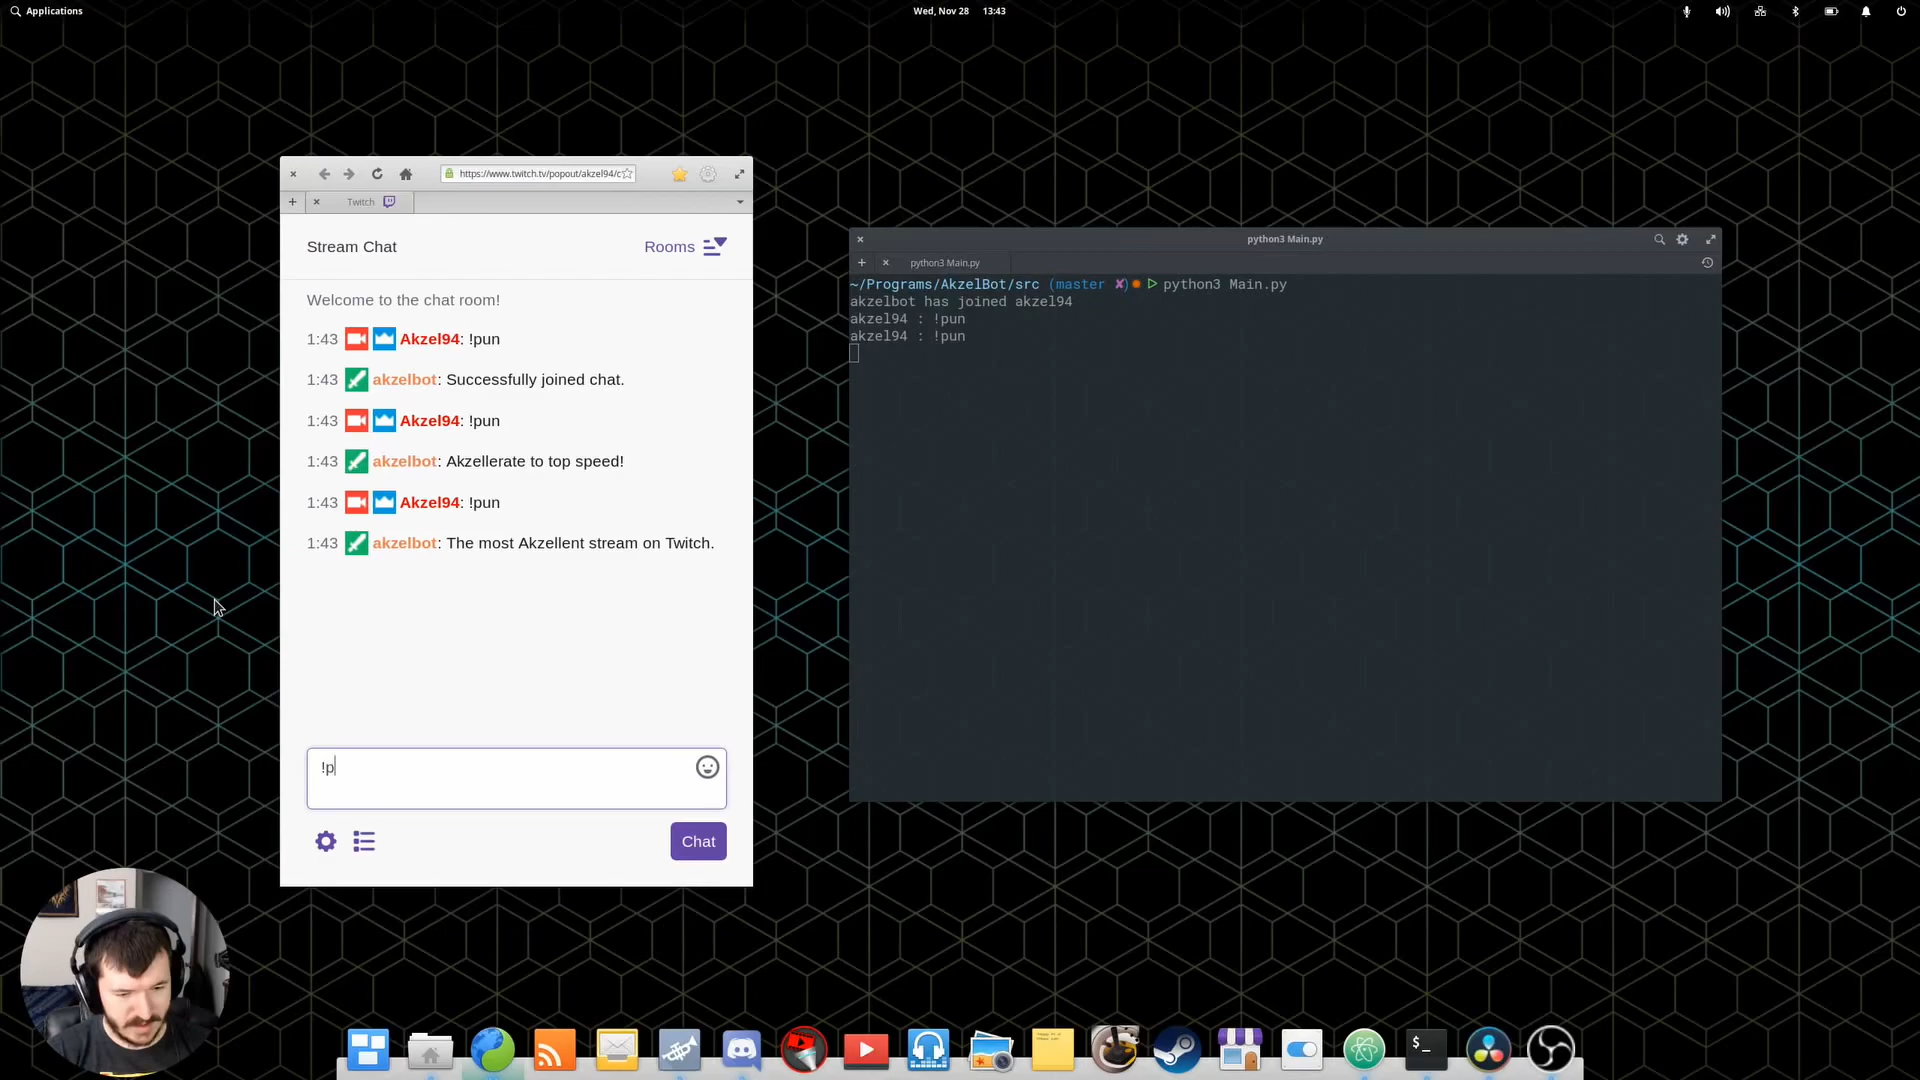 Applications
Wed, Nov 28 13:43
https://www.twitch.tv/popout/akzel94/c
Twitch
Stream Chat
Rooms
Welcome to the chat room!
1:43 Akzel94: !pun
1:43 akzelbot: Successfully joined chat.
1:43 Akzel94: !pun
1:43 akzelbot: Akzellerate to top speed!
1:43 Akzel94: !pun
1:43 akzelbot: The most Akzellent stream on Twitch.
!p
Chat
python3 Main.py
python3 Main.py
~/Programs/AkzelBot/src (master ✘) python3 Main.py
akzelbot has joined akzel94
akzel94 : !pun
akzel94 : !pun
$ _